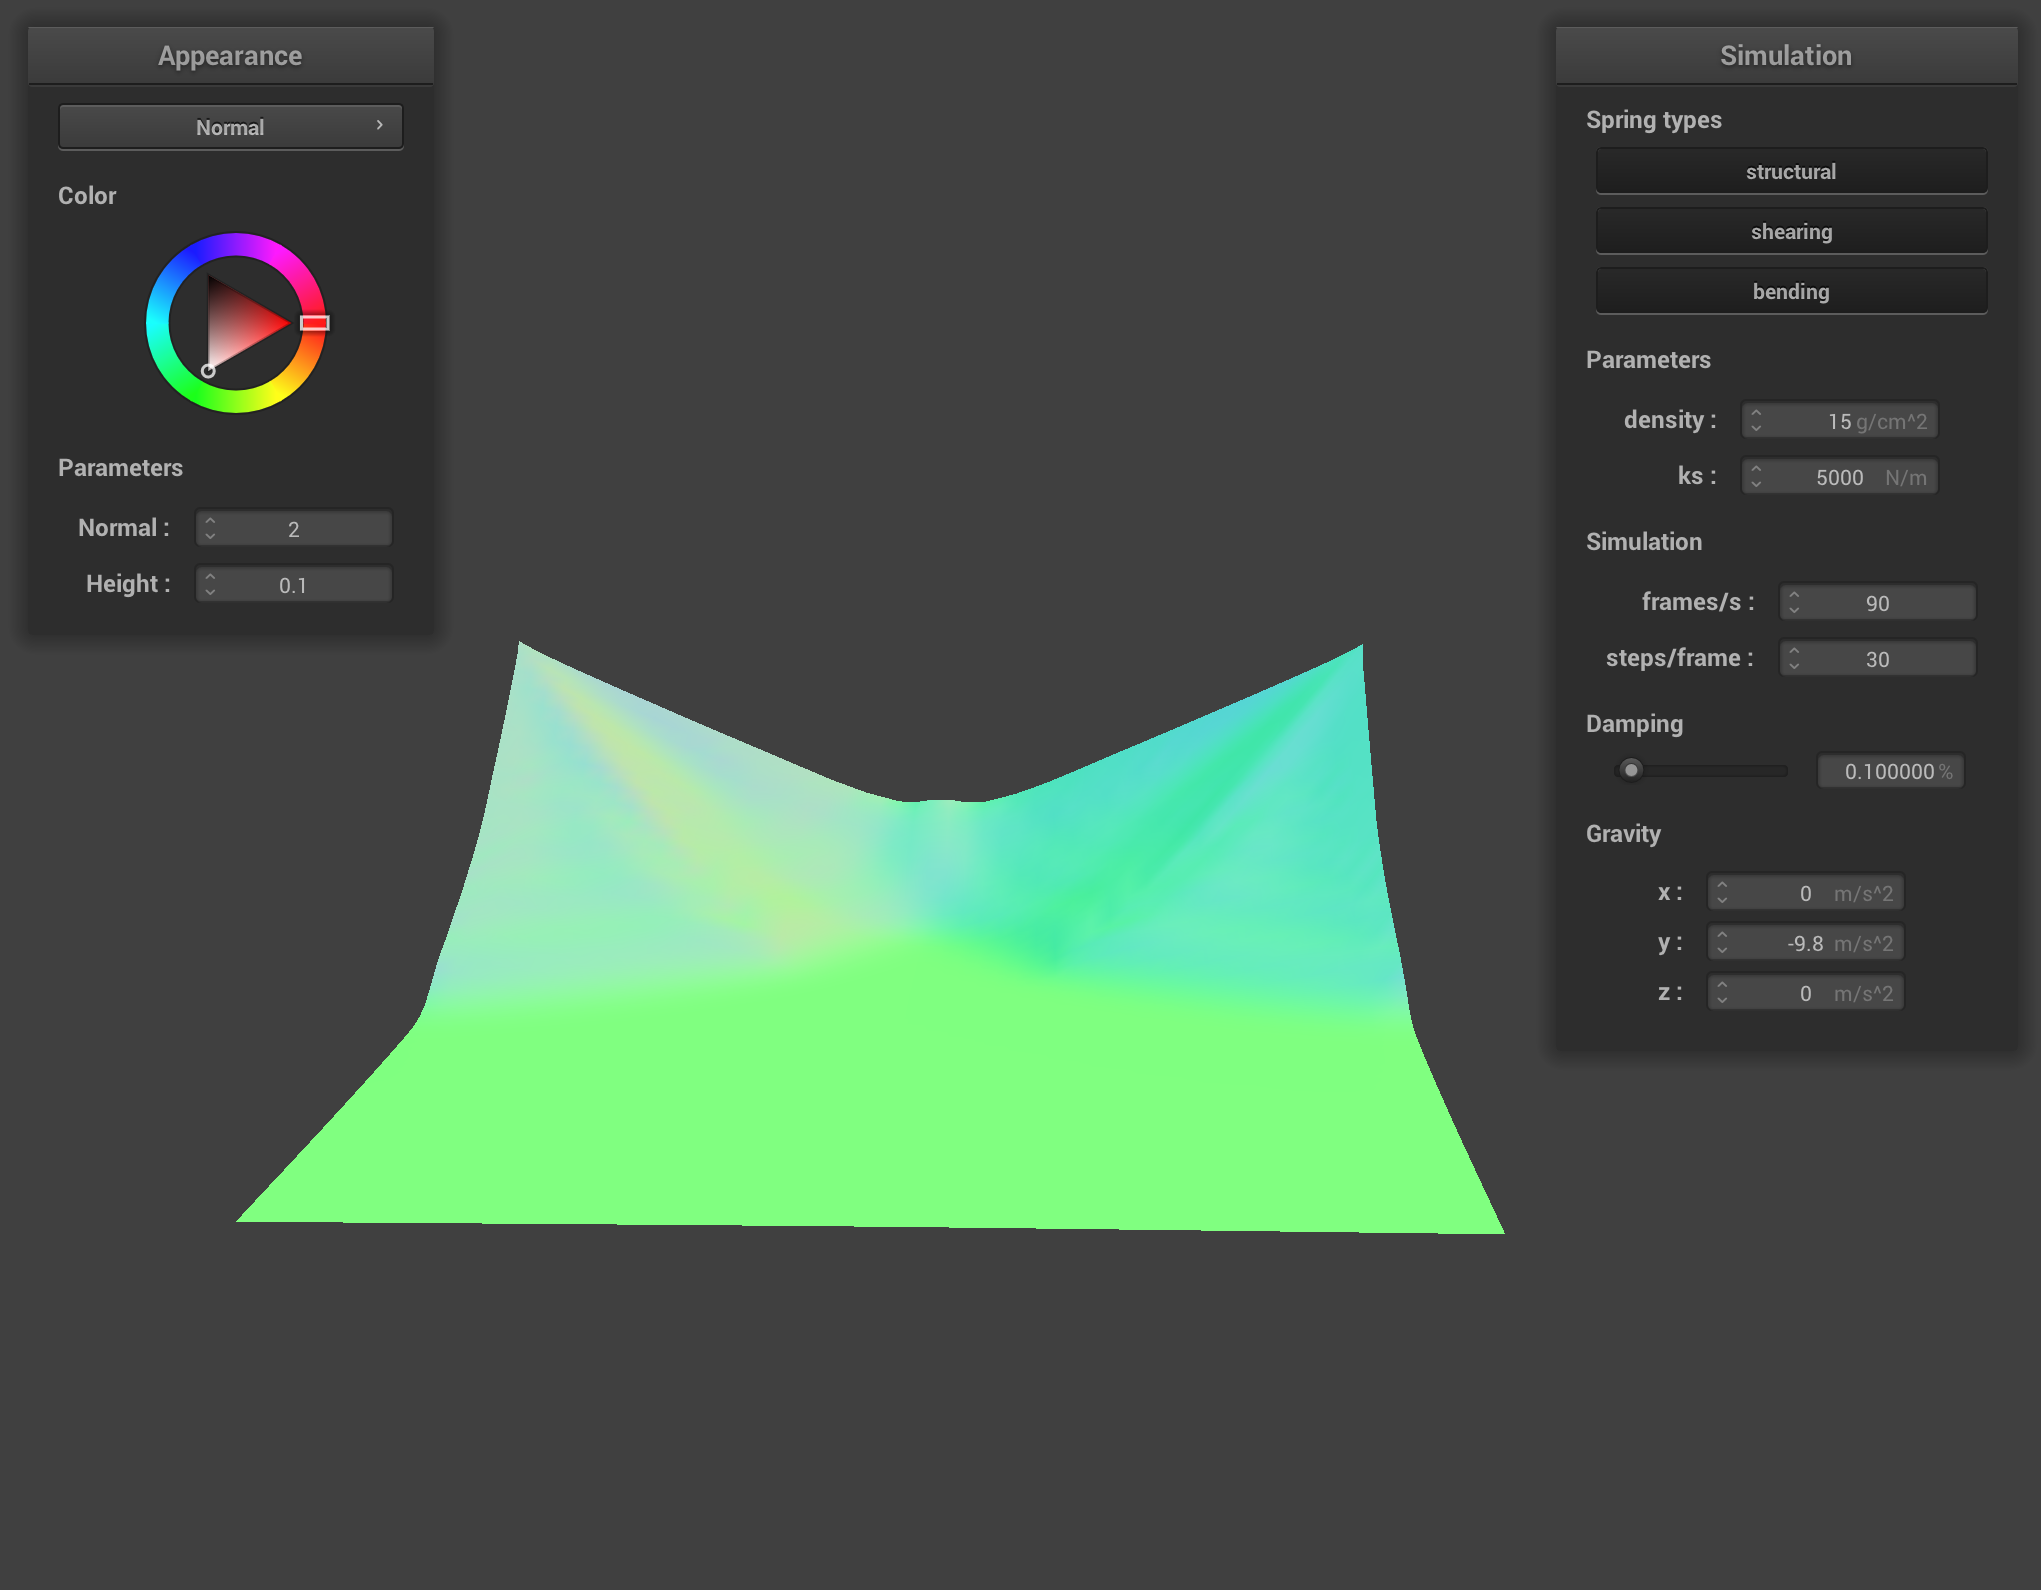 Appearance
Normal
Color
Parameters
Normal : 2
Height : 0.1
Simulation
Spring types
structural
shearing
bending
Parameters
density : 15 g/cm^2
ks : 5000 N/m
Simulation
frames/s : 90
steps/frame : 30
Damping
0.100000 %
Gravity
x : 0 m/s^2
y : -9.8 m/s^2
z : 0 m/s^2